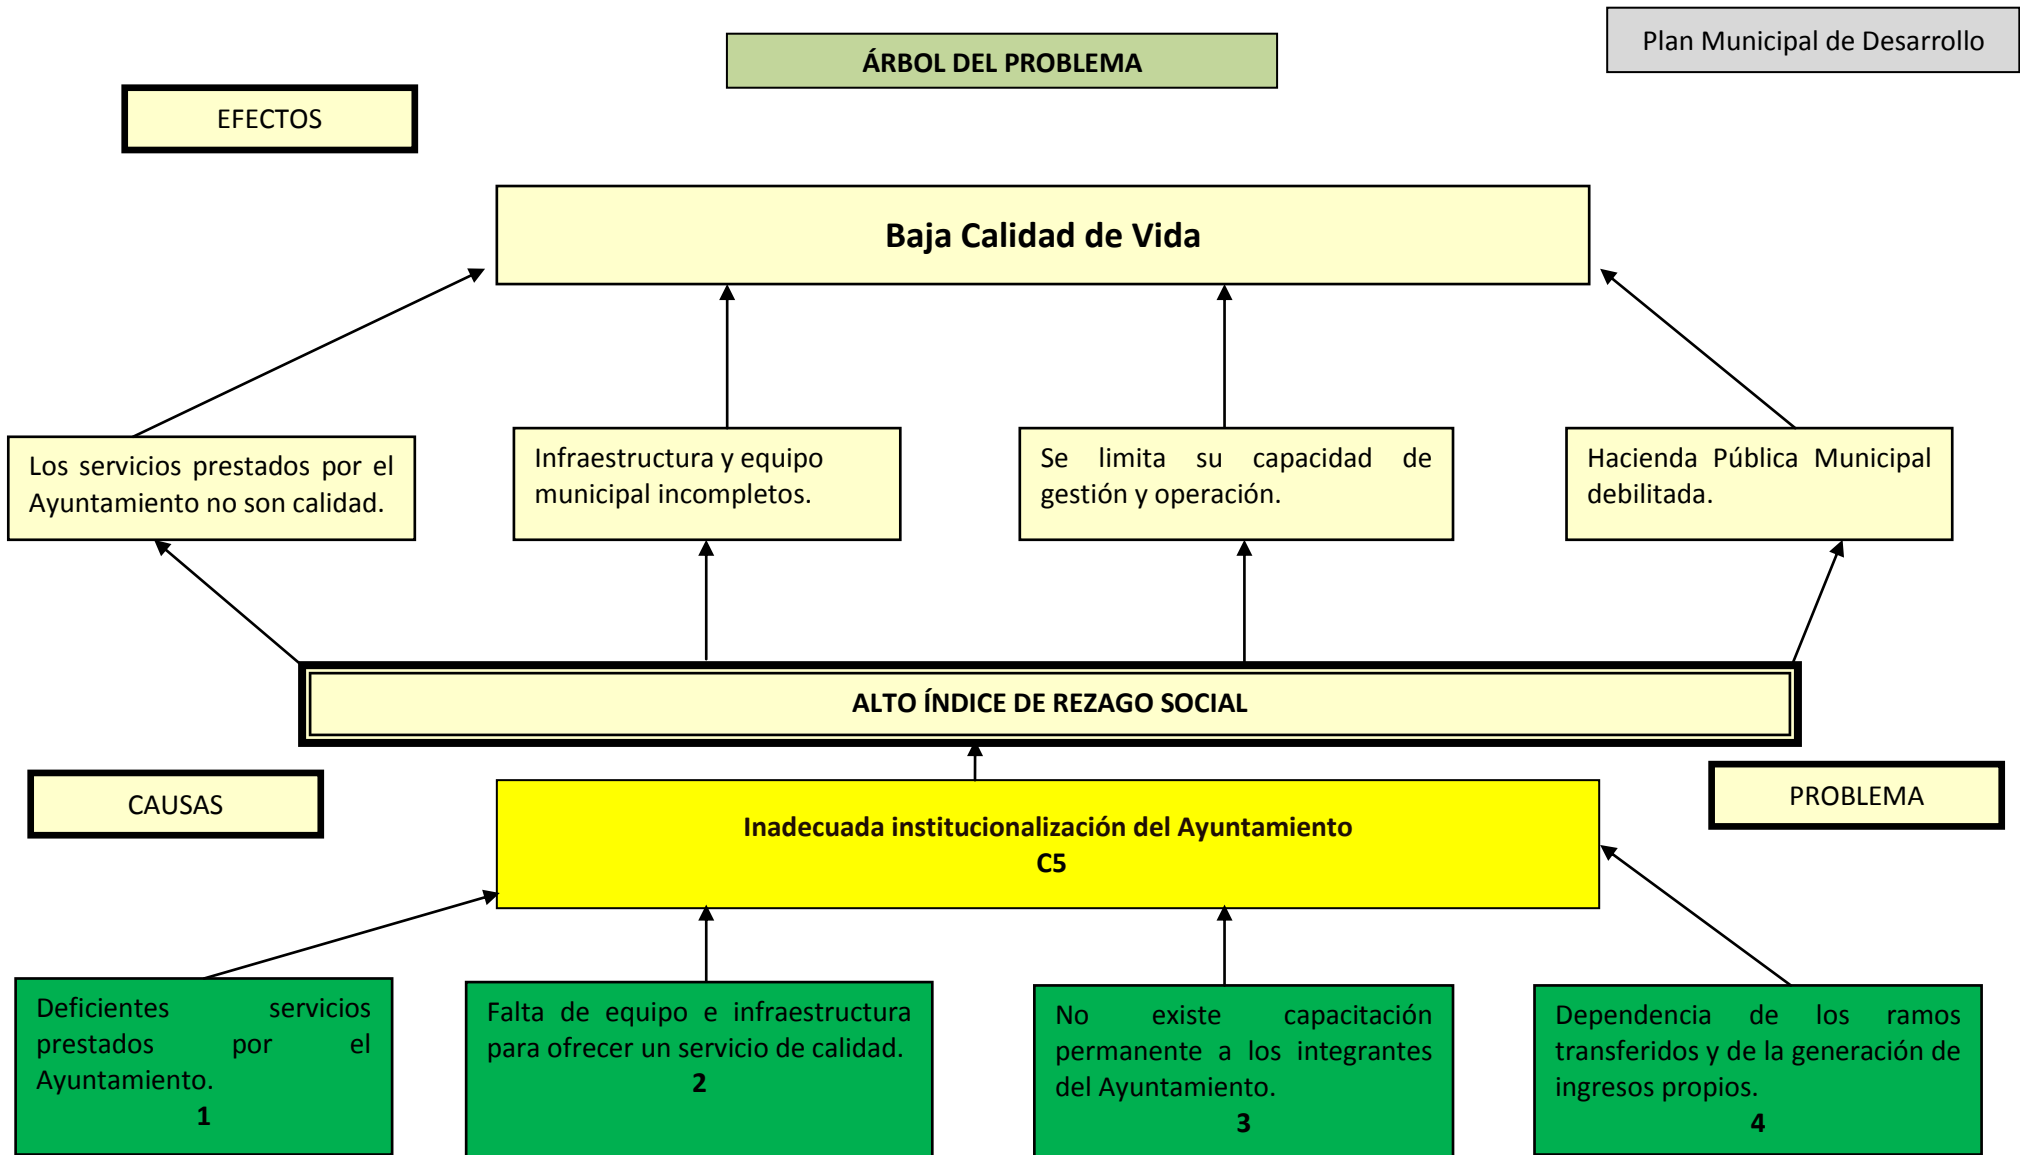 Plan Municipal de Desarrollo
ÁRBOL DEL PROBLEMA
EFECTOS
Baja Calidad de Vida
Los servicios prestados por el
Ayuntamiento no son calidad.
Infraestructura y equipo
municipal incompletos.
Se limita su capacidad de
gestión y operación.
Hacienda Pública Municipal
debilitada.
ALTO ÍNDICE DE REZAGO SOCIAL
CAUSAS
PROBLEMA
Inadecuada institucionalización del Ayuntamiento
C5
Deficientes servicios
prestados por el
Ayuntamiento.
1
Falta de equipo e infraestructura
para ofrecer un servicio de calidad.
2
No existe capacitación
permanente a los integrantes
del Ayuntamiento.
3
Dependencia de los ramos
transferidos y de la generación de
ingresos propios.
4